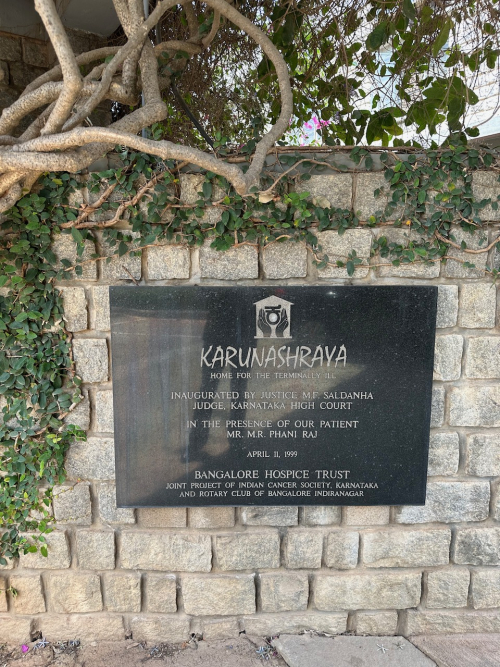 KARUNASHRAYA
HOME FOR THE TERMINALLY ILL
INAUGURATED BY JUSTICE M.F. SALDANHA
JUDGE, KARNATAKA HIGH COURT
IN THE PRESENCE OF OUR PATIENT
MR. M.R. PHANI RAJ
APRIL 11, 1999
BANGALORE HOSPICE TRUST
JOINT PROJECT OF INDIAN CANCER SOCIETY, KARNATAKA
AND ROTARY CLUB OF BANGALORE INDIRANAGAR